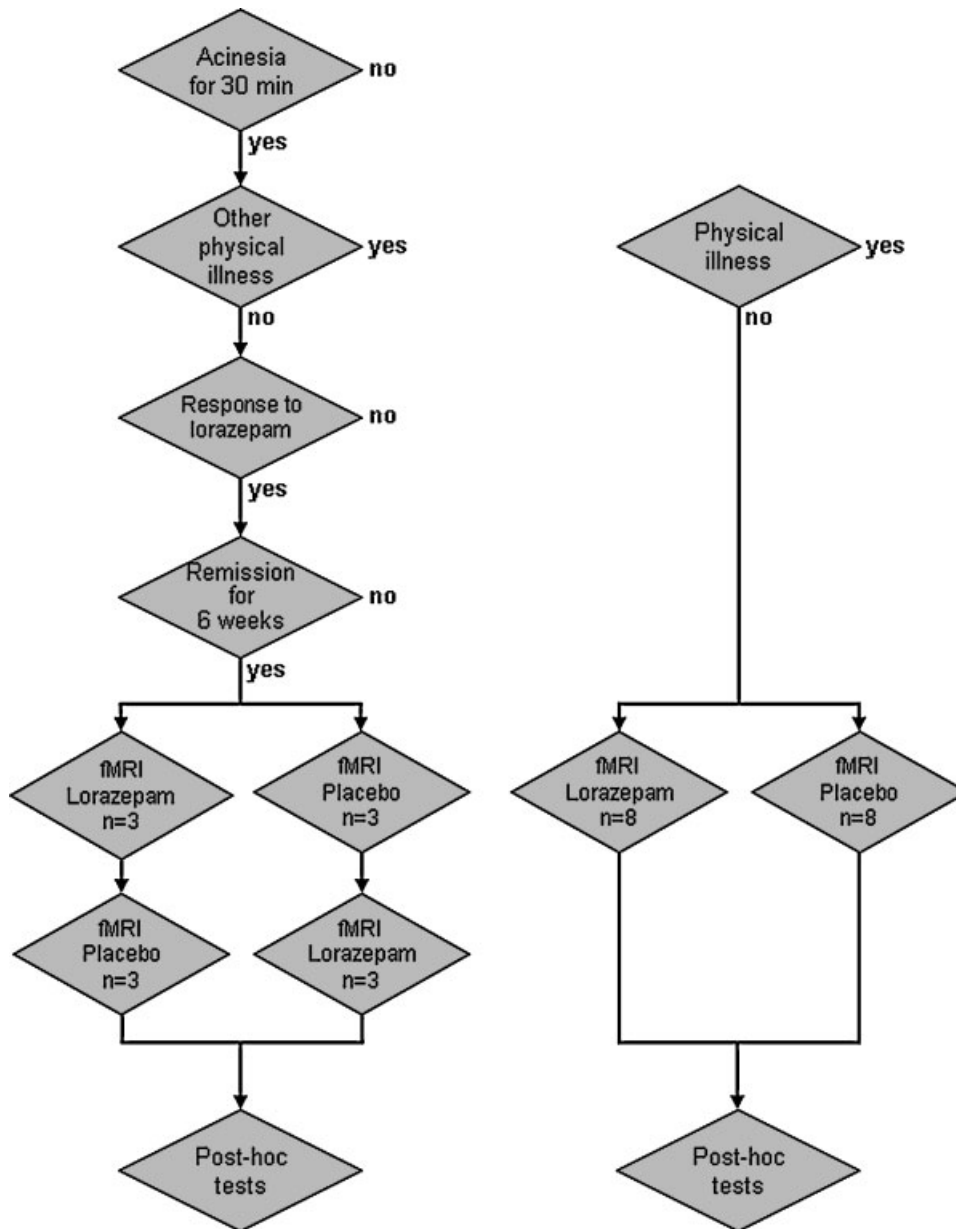 Acinesia
for 30 min
no
yes
Other
physical
illness
yes
no
Response to
lorazepam
no
yes
Remission
for
6 weeks
no
yes
fMRI
Lorazepam
n=3
fMRI
Placebo
n=3
fMRI
Placebo
n=3
fMRI
Lorazepam
n=3
Post-hoc
tests
Physical
illness
yes
no
fMRI
Lorazepam
n=8
fMRI
Placebo
n=8
Post-hoc
tests